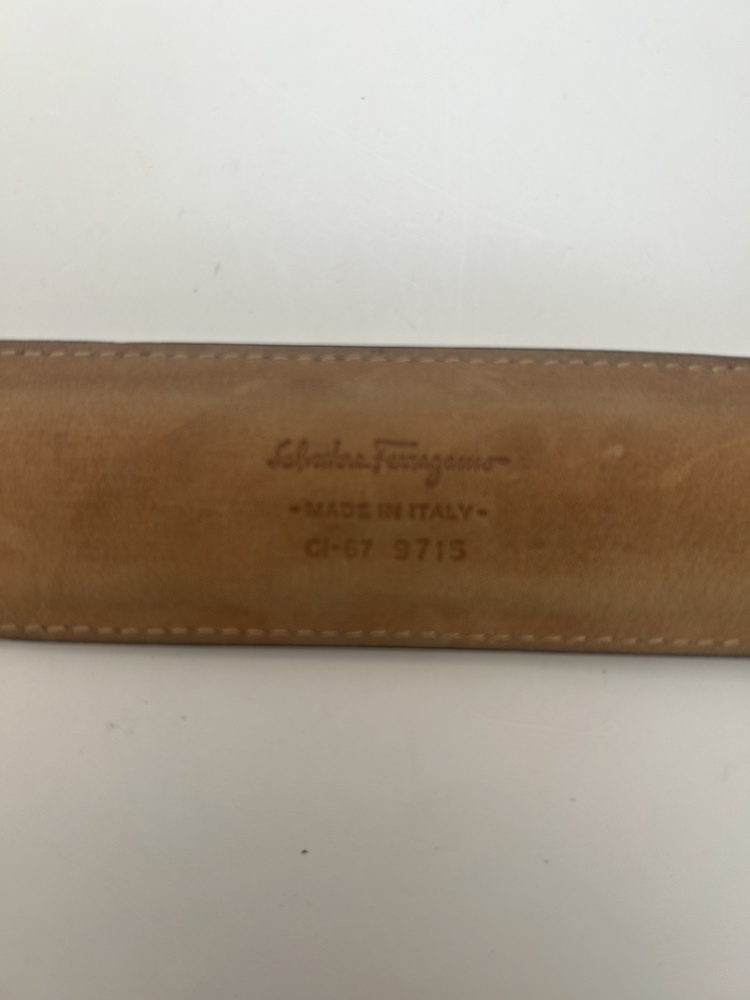 Salvatore Ferragamo
-MADE IN ITALY-
CI-67 9715